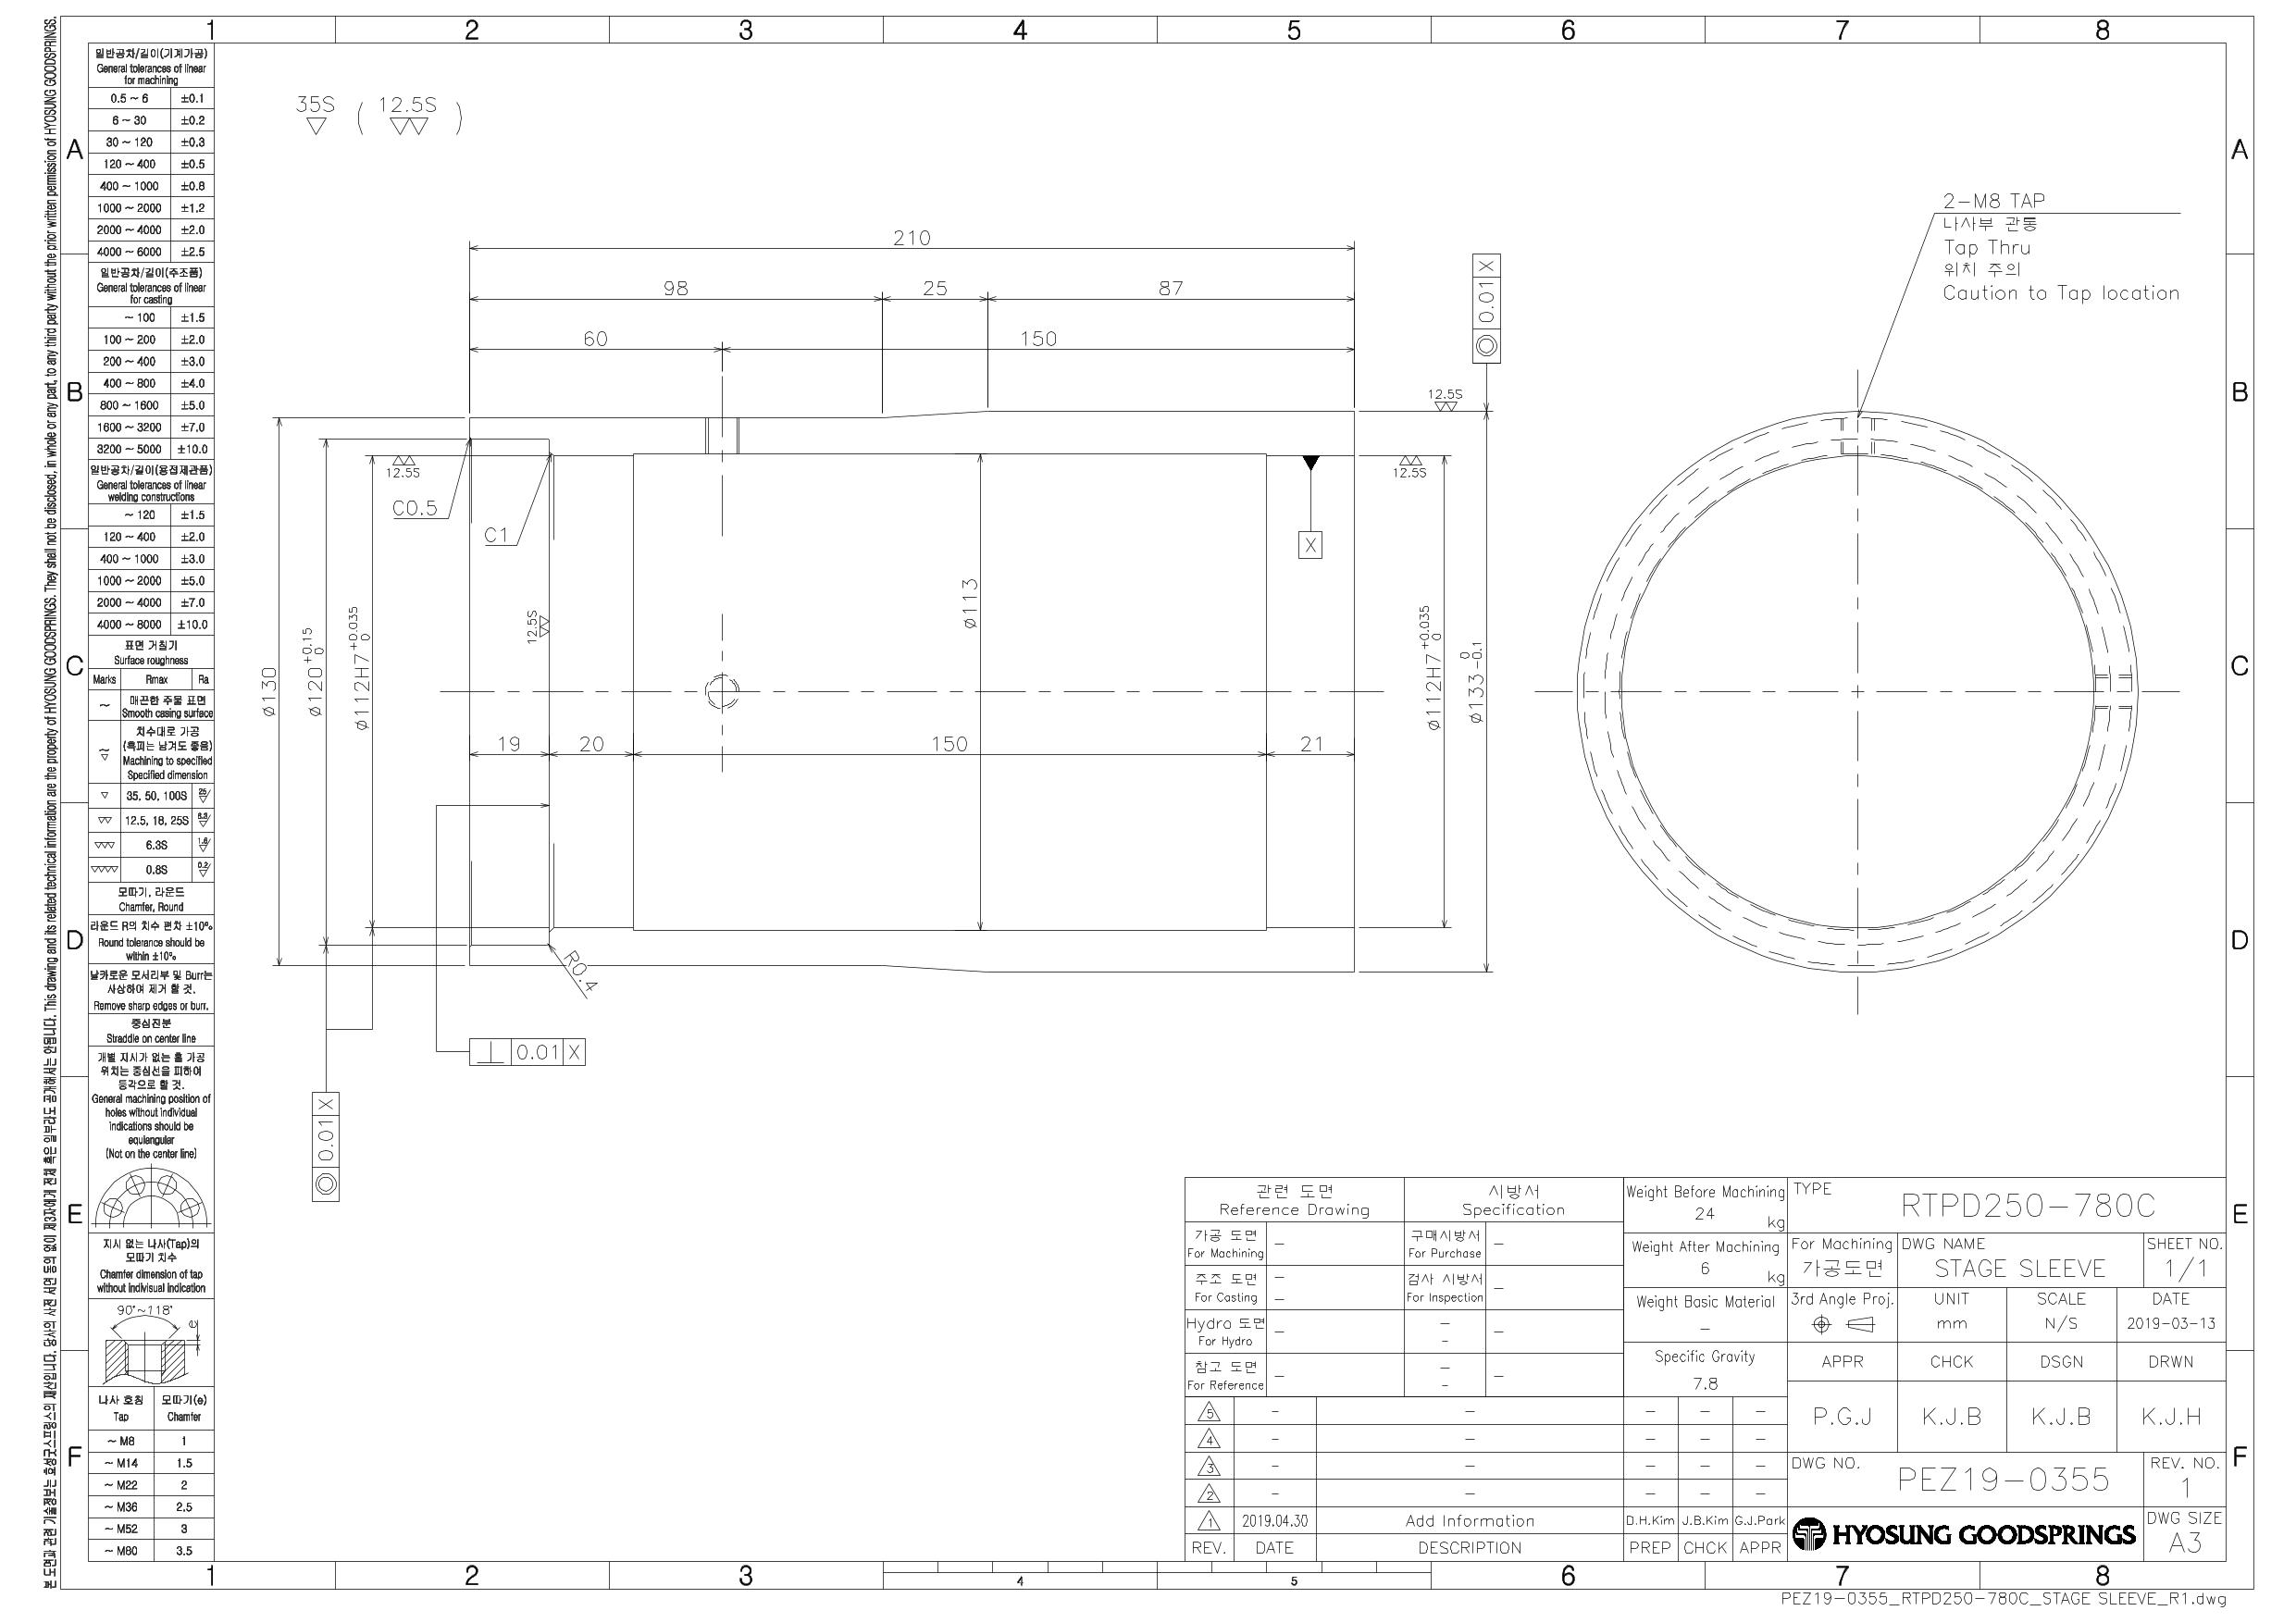 1 2 3 4 5 6 7 8
A
B
C
D
E
F
A
B
C
D
E
F
본 도면과 관련 기술정보는 효성굿스프링스의 재산입니다. 당사의 사전 서면 동의 없이 제3자에게 전체 혹은 일부라도 공개해서는 안됩니다. This drawing and its related technical information are the property of HYOSUNG GOODSPRINGS. They shall not be disclosed, in whole or any part, to any third party without the prior written permission of HYOSUNG GOODSPRINGS.
일반공차/길이(기계가공)
General tolerances of linear
for machining
0.5 ~ 6 ±0.1
6 ~ 30 ±0.2
30 ~ 120 ±0.3
120 ~ 400 ±0.5
400 ~ 1000 ±0.8
1000 ~ 2000 ±1.2
2000 ~ 4000 ±2.0
4000 ~ 6000 ±2.5
일반공차/길이(주조품)
General tolerances of linear
for casting
~ 100 ±1.5
100 ~ 200 ±2.0
200 ~ 400 ±3.0
400 ~ 800 ±4.0
800 ~ 1600 ±5.0
1600 ~ 3200 ±7.0
3200 ~ 5000 ±10.0
일반공차/길이(용접제관품)
General tolerances of linear
welding constructions
~ 120 ±1.5
120 ~ 400 ±2.0
400 ~ 1000 ±3.0
1000 ~ 2000 ±5.0
2000 ~ 4000 ±7.0
4000 ~ 8000 ±10.0
표면 거칠기
Surface roughness
Marks Rmax Ra
~ 매끈한 주물 표면
Smooth casing surface
치수대로 가공
(흑피는 남겨도 좋음)
Machining to specified
Specified dimension
▽ 35, 50, 100S 25
▽▽ 12.5, 18, 25S 6.3
▽▽▽ 6.3S 1.6
▽▽▽▽ 0.8S 0.2
모따기, 라운드
Chamfer, Round
라운드 R의 치수 편차 ±10%
Round tolerance should be
within ±10%
날카로운 모서리부 및 Burr는
사상하여 제거 할 것.
Remove sharp edges or burr.
중심진분
Straddle on center line
개별 지시가 없는 홀 가공
위치는 중심선을 피하여
등각으로 할 것.
General machining position of
holes without individual
indications should be
equiangular
(Not on the center line)
지시 없는 나사(Tap)의
모따기 치수
Chamfer dimension of tap
without indivisual indication
90°~118°
e
나사 호칭 모따기(e)
Tap Chamfer
~ M8 1
~ M14 1.5
~ M22 2
~ M36 2.5
~ M52 3
~ M80 3.5
35S ( 12.5S )
210
98 25 87
60 150
◎ 0.01 X
12.5S
12.5S
12.5S
12.5S
C0.5
C1
X
ø130
ø120 +0.15 0
ø112H7 +0.035 0
ø113
ø112H7 +0.035 0
ø133 0 -0.1
19 20 150 21
R0.4
⊥ 0.01 X
◎ 0.01 X
2-M8 TAP
나사부 관통
Tap Thru
위치 주의
Caution to Tap location
관련 도면
Reference Drawing
시방서
Specification
가공 도면
For Machining –
구매시방서
For Purchase –
주조 도면 –
For Casting –
검사 시방서
For Inspection –
Hydro 도면
For Hydro –
– – –
참고 도면
For Reference –
– – –
5 – – – – –
4 – – – – –
3 – – – – –
2 – – – – –
1 2019.04.30 Add Information D.H.Kim J.B.Kim G.J.Park
REV. DATE DESCRIPTION PREP CHCK APPR
Weight Before Machining
24 kg
Weight After Machining
6 kg
Weight Basic Material
–
Specific Gravity
7.8
TYPE
RTPD250-780C
For Machining
가공도면
DWG NAME
STAGE SLEEVE
SHEET NO.
1/1
3rd Angle Proj.
UNIT
mm
SCALE
N/S
DATE
2019-03-13
APPR CHCK DSGN DRWN
P.G.J K.J.B K.J.B K.J.H
DWG NO.
PEZ19-0355
REV. NO.
1
HYOSUNG GOODSPRINGS
DWG SIZE
A3
1 2 3 4 5 6 7 8
PEZ19-0355_RTPD250-780C_STAGE SLEEVE_R1.dwg